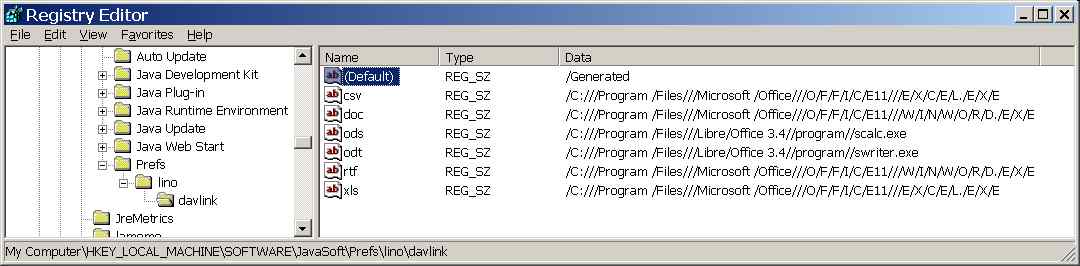 Registry Editor
File Edit View Favorites Help
Auto Update
Java Development Kit
Java Plug-in
Java Runtime Environment
Java Update
Java Web Start
Prefs
lino
davlink
JreMetrics
Name Type Data
(Default) REG_SZ /Generated
csv REG_SZ /C:///Program /Files///Microsoft /Office///O/F/F/I/C/E11///E/X/C/E/L./E/X/E
doc REG_SZ /C:///Program /Files///Microsoft /Office///O/F/F/I/C/E11///W/I/N/W/O/R/D./E/X/E
ods REG_SZ /C:///Program /Files///Libre/Office 3.4//program//scalc.exe
odt REG_SZ /C:///Program /Files///Libre/Office 3.4//program//swriter.exe
rtf REG_SZ /C:///Program /Files///Microsoft /Office///O/F/F/I/C/E11///W/I/N/W/O/R/D./E/X/E
xls REG_SZ /C:///Program /Files///Microsoft /Office///O/F/F/I/C/E11///E/X/C/E/L./E/X/E
My Computer\HKEY_LOCAL_MACHINE\SOFTWARE\JavaSoft\Prefs\lino\davlink